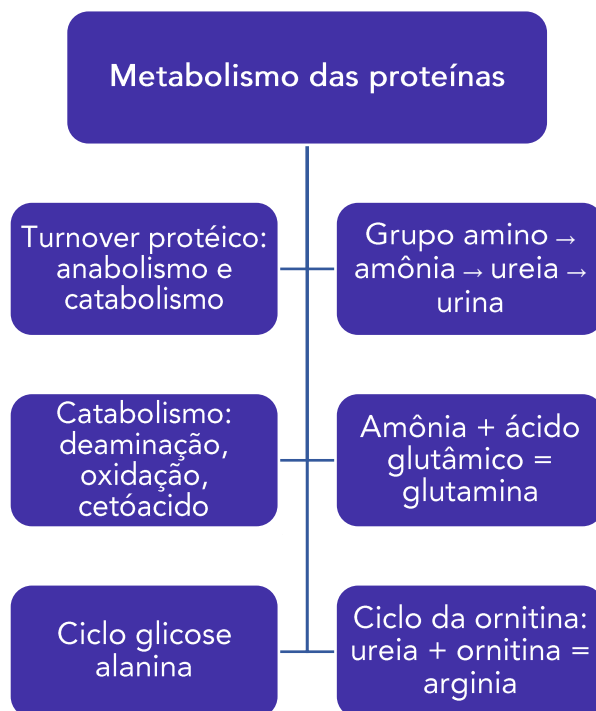 Metabolismo das proteínas
Turnover protéico:
anabolismo e
catabolismo
Grupo amino →
amônia → ureia →
urina
Catabolismo:
deaminação,
oxidação,
cetóacido
Amônia + ácido
glutâmico =
glutamina
Ciclo glicose
alanina
Ciclo da ornitina:
ureia + ornitina =
arginia